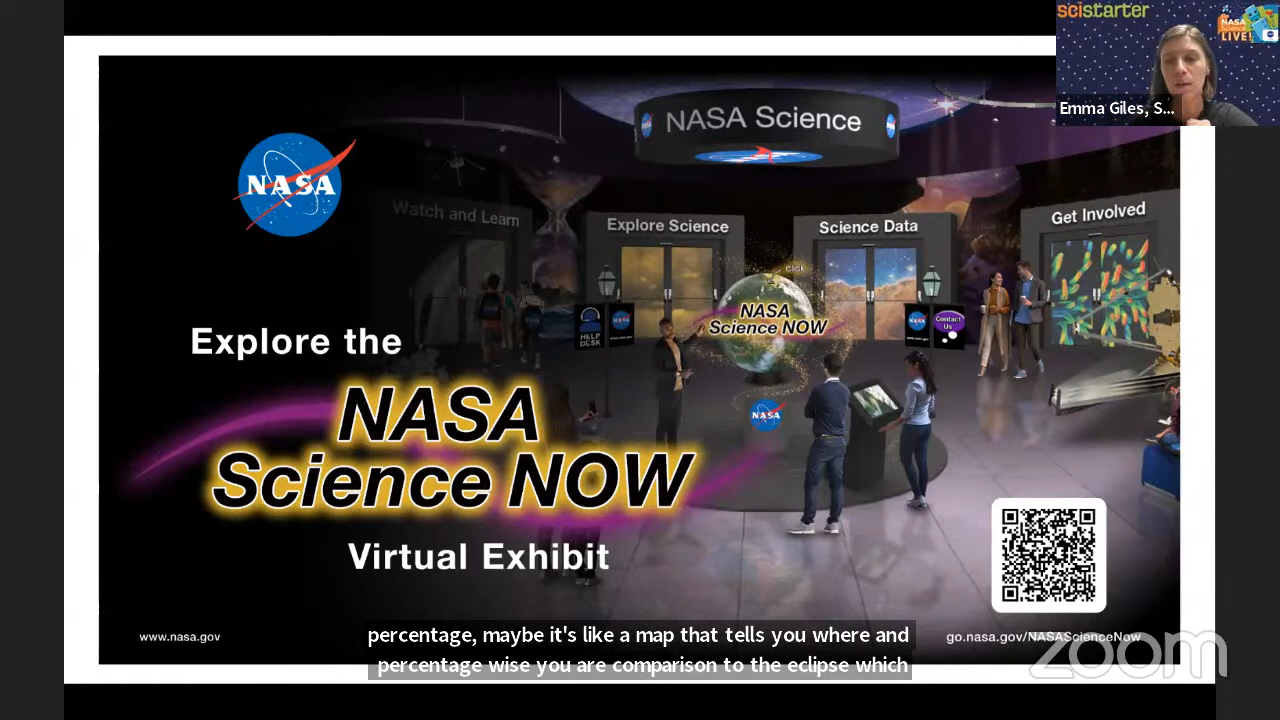 scistarter
NASA
Science
LIVE!
Emma Giles, S...
NASA Science
NASA
Watch and Learn
Explore Science
Science Data
Get Involved
click
NASA
Science NOW
HELP
DESK
Contact
Us
NASA
Explore the
NASA
Science NOW
Virtual Exhibit
www.nasa.gov
go.nasa.gov/NASAScienceNow
percentage, maybe it's like a map that tells you where and
percentage wise you are comparison to the eclipse which
zoom